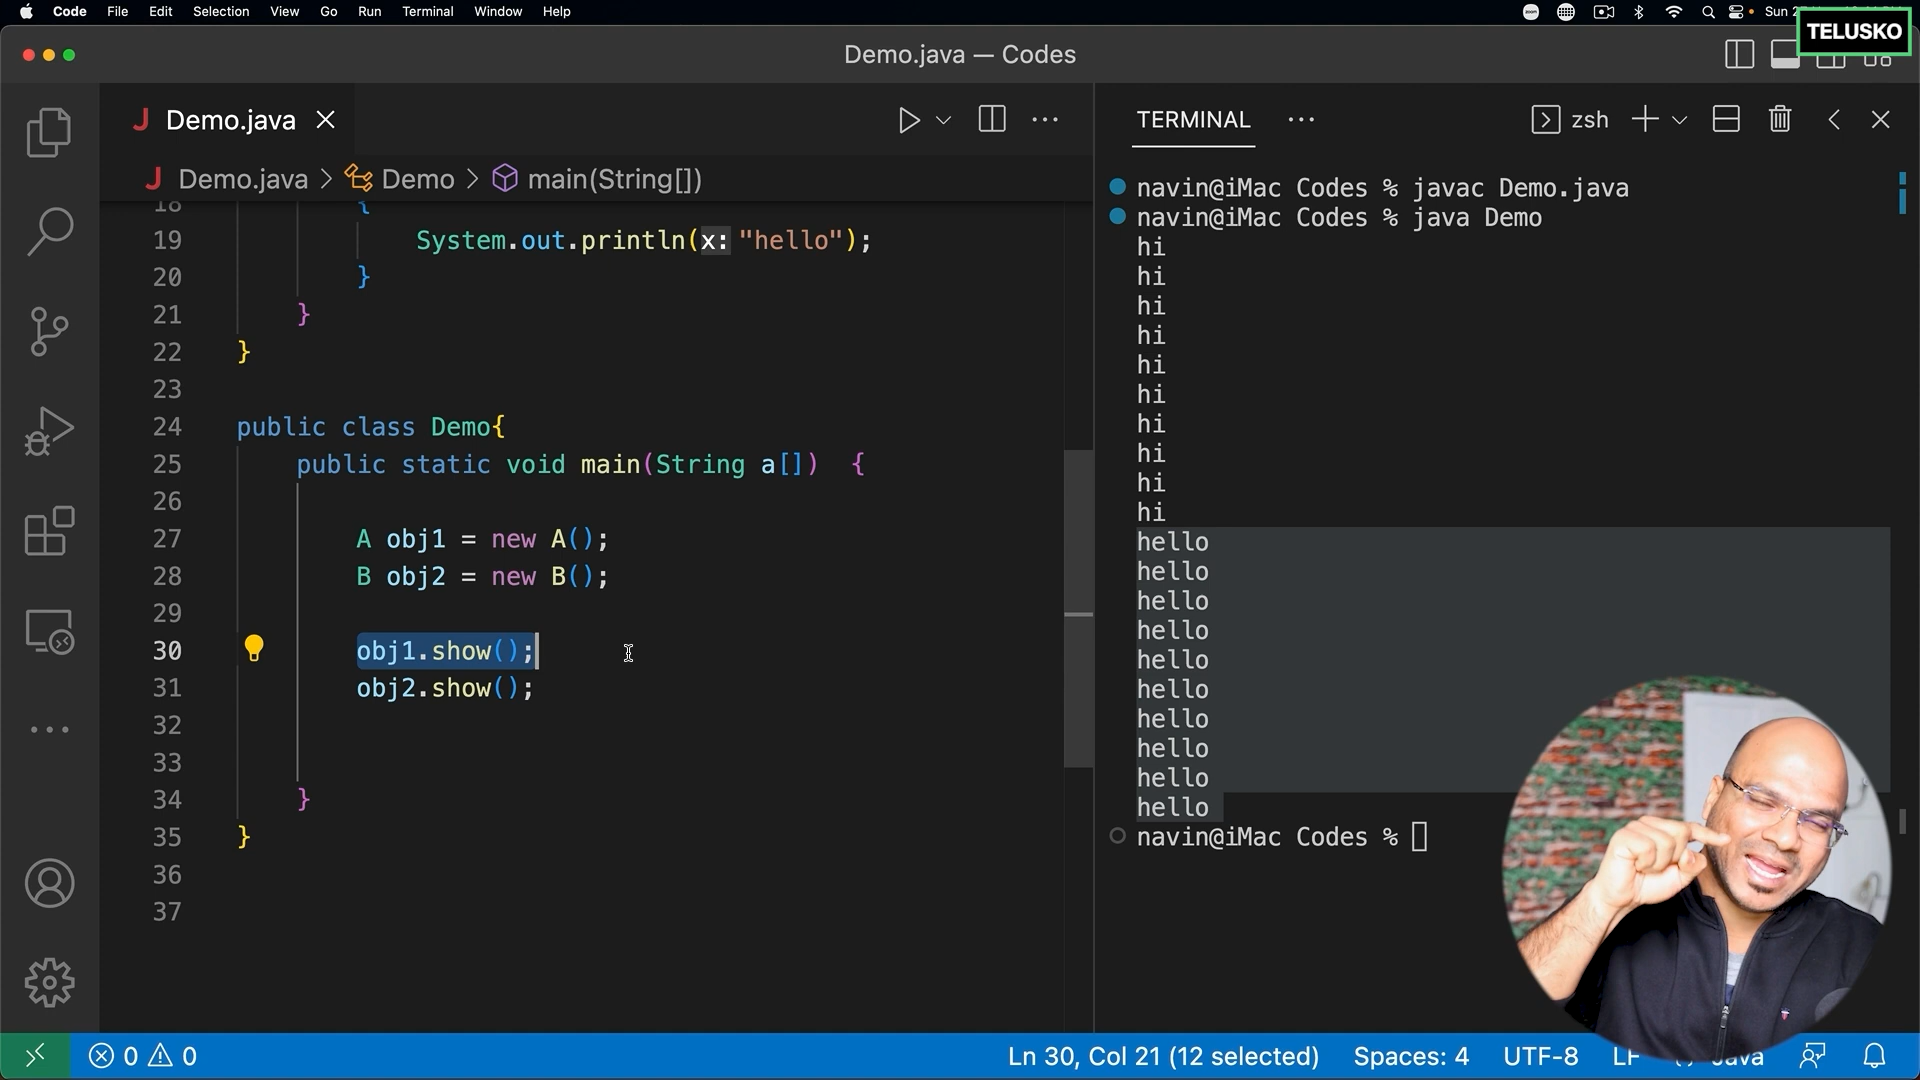 Code File Edit Selection View Go Run Terminal Window Help
zoom
Sun
TELUSKO
Demo.java — Codes
Demo.java
Demo.java > Demo > main(String[])
18 {
19 System.out.println(x: "hello");
20 }
21 }
22 }
23
24 public class Demo{
25 public static void main(String a[]) {
26
27 A obj1 = new A();
28 B obj2 = new B();
29
30 obj1.show();
31 obj2.show();
32
33
34 }
35 }
36
37
TERMINAL
zsh
navin@iMac Codes % javac Demo.java
navin@iMac Codes % java Demo
hi
hi
hi
hi
hi
hi
hi
hi
hi
hi
hello
hello
hello
hello
hello
hello
hello
hello
hello
hello
navin@iMac Codes %
0 0
Ln 30, Col 21 (12 selected) Spaces: 4 UTF-8 LF Java